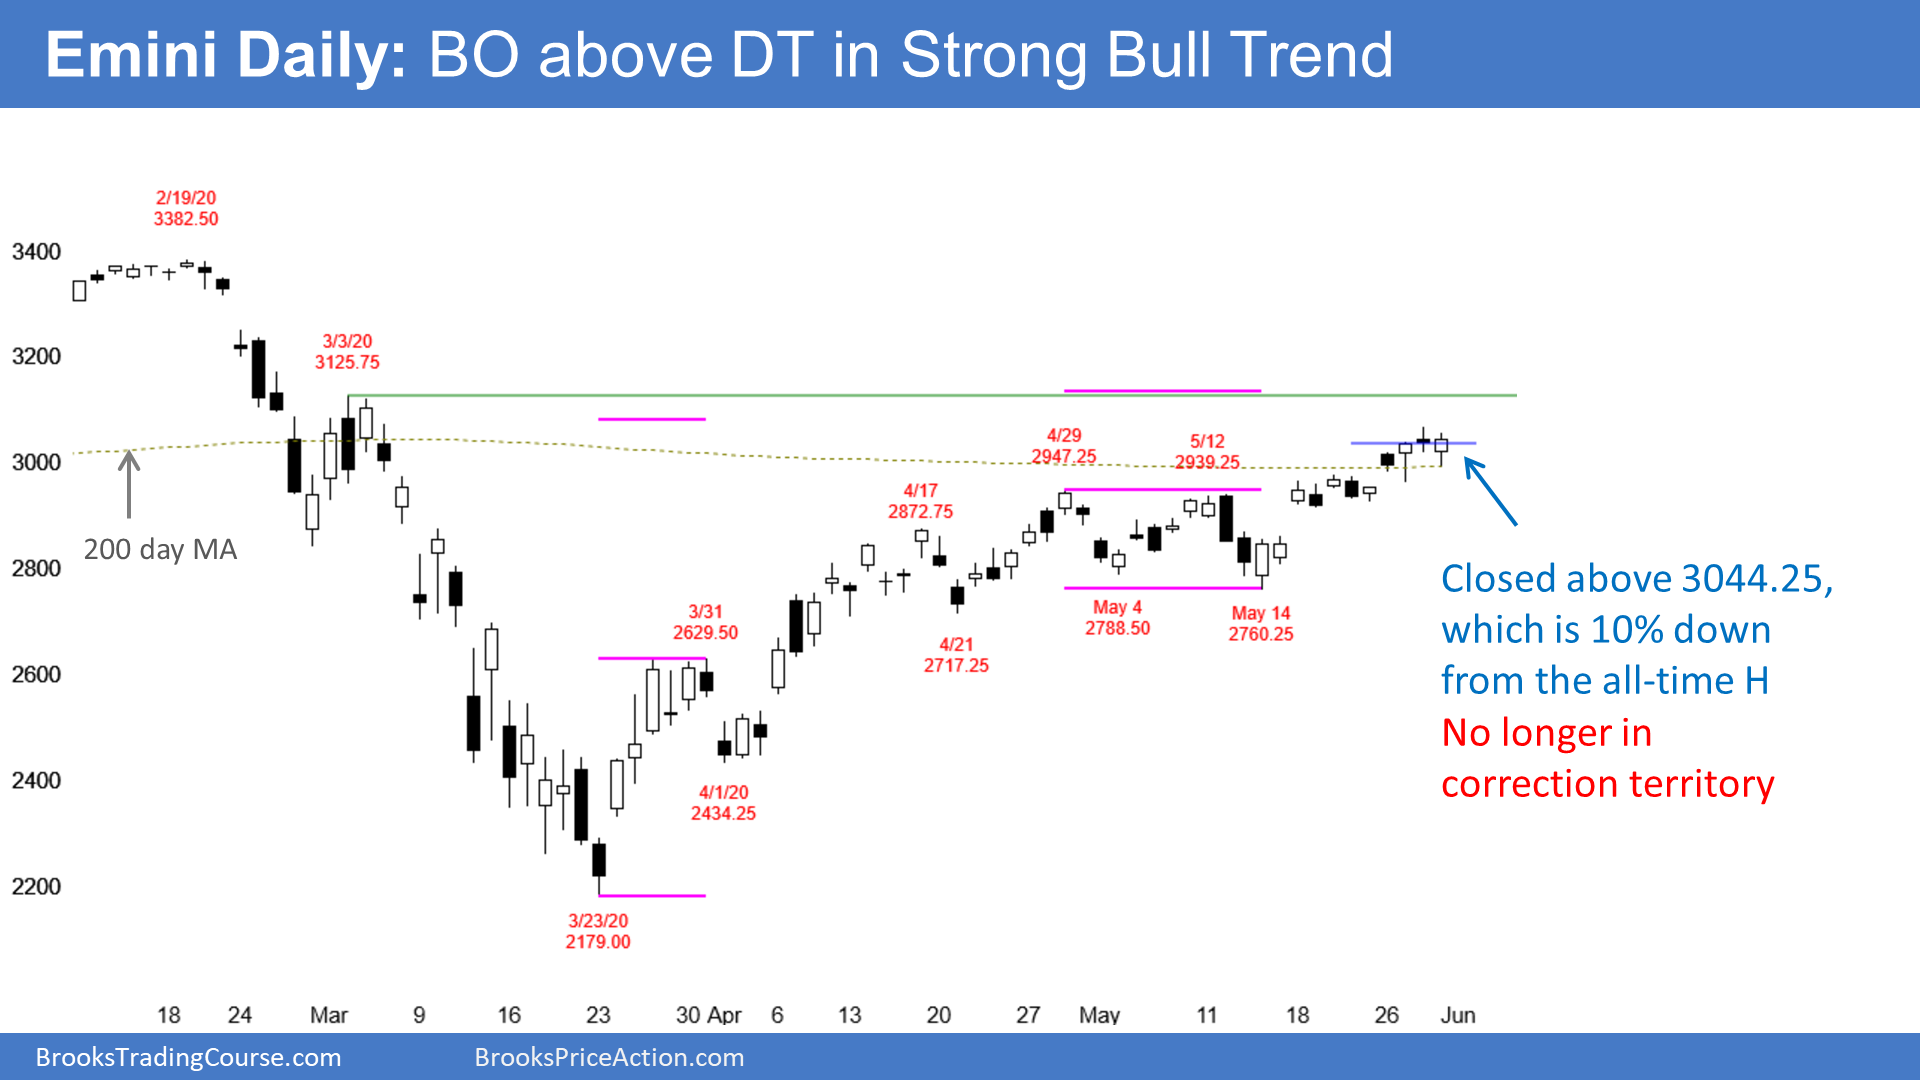 Emini Daily: BO above DT in Strong Bull Trend
2/19/20
3382.50
3400
3/3/20
3125.75
3200
3000
4/29
2947.25
5/12
2939.25
4/17
2872.75
200 day MA
2800
Closed above 3044.25,
which is 10% down
from the all-time H
No longer in
correction territory
3/31
2629.50
May 4
2788.50
May 14
2760.25
4/21
2717.25
2600
2400
4/1/20
2434.25
2200
3/23/20
2179.00
18 24 Mar 9 16 23 30 Apr 6 13 20 27 May 11 18 26 Jun
BrooksTradingCourse.com BrooksPriceAction.com